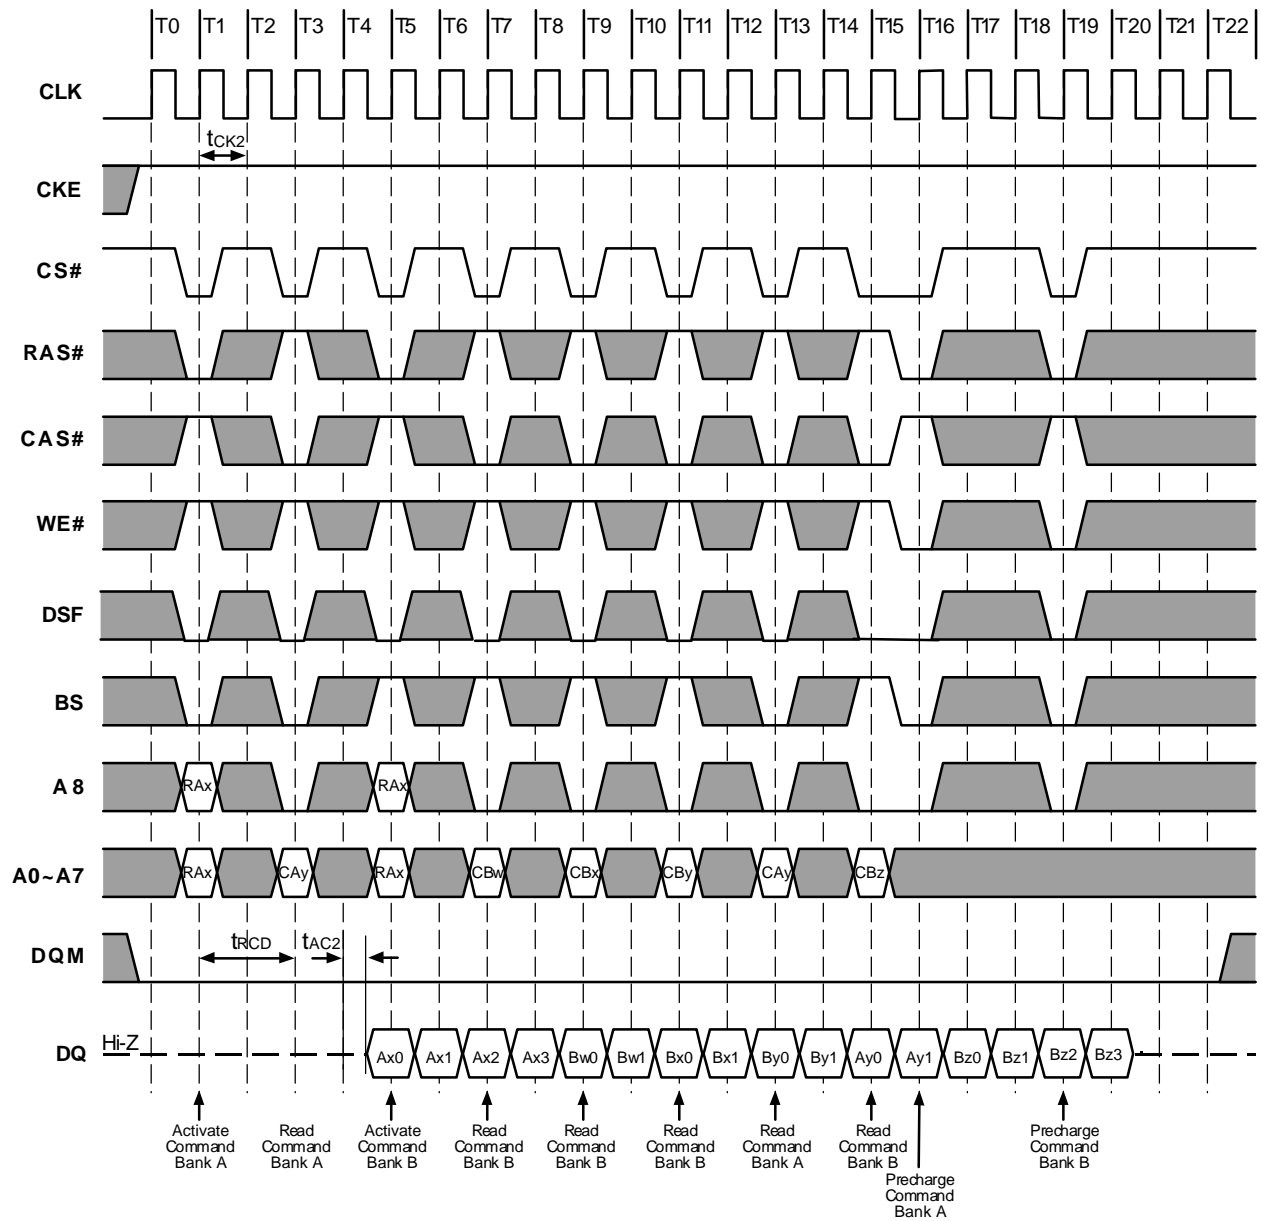 T0 T1 T2 T3 T4 T5 T6 T7 T8 T9 T10 T11 T12 T13 T14 T15 T16 T17 T18 T19 T20 T21 T22
CLK
tCK2
CKE
CS#
RAS#
CAS#
WE#
DSF
BS
A8 RAx RAx
A0~A7 RAx CAy RAx CBw CBx CBy CAy CBz
DQM tRCD tAC2
DQ Hi-Z Ax0 Ax1 Ax2 Ax3 Bw0 Bw1 Bx0 Bx1 By0 By1 Ay0 Ay1 Bz0 Bz1 Bz2 Bz3
Activate
Command
Bank A
Read
Command
Bank A
Activate
Command
Bank B
Read
Command
Bank B
Read
Command
Bank B
Read
Command
Bank B
Read
Command
Bank A
Read
Command
Bank B
Precharge
Command
Bank A
Precharge
Command
Bank B